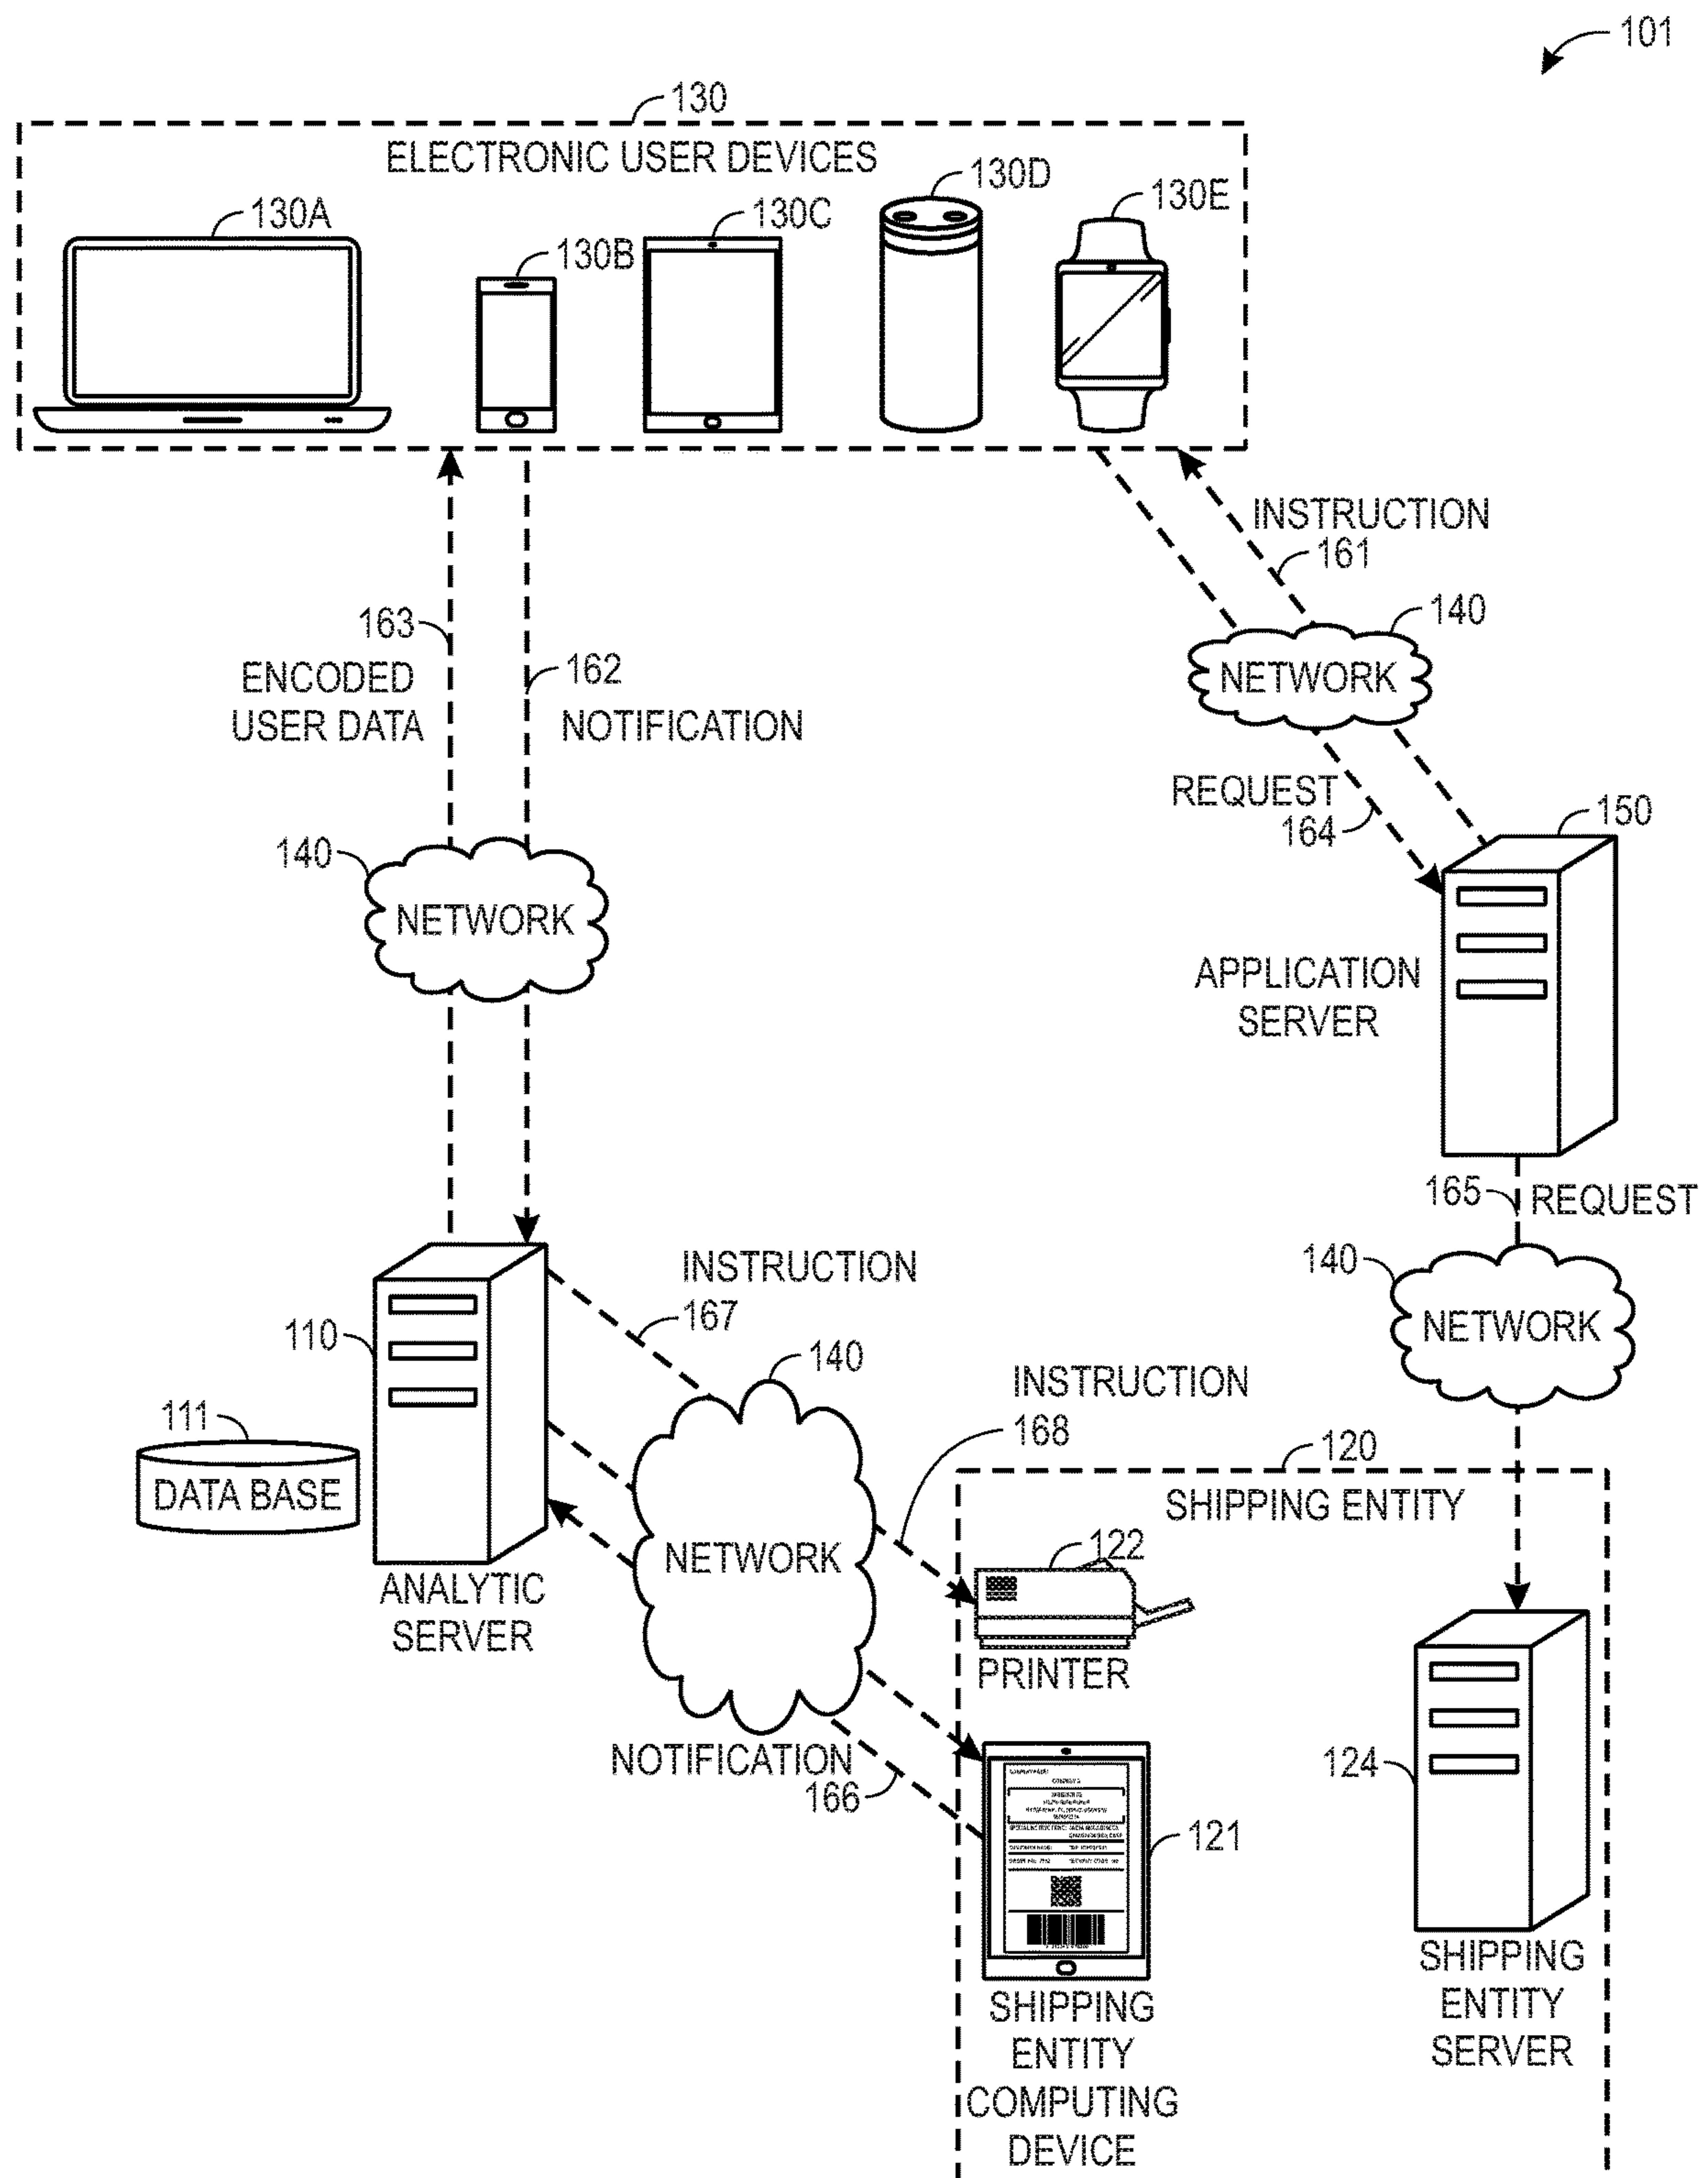 101
130
ELECTRONIC USER DEVICES
130A
130B
130C
130D
130E
INSTRUCTION
161
140
NETWORK
163
ENCODED
USER DATA
162
NOTIFICATION
REQUEST
164
150
APPLICATION
SERVER
140
NETWORK
165
REQUEST
140
NETWORK
INSTRUCTION
167
110
140
NETWORK
INSTRUCTION
168
111
DATA BASE
ANALYTIC
SERVER
120
SHIPPING ENTITY
122
PRINTER
NOTIFICATION
166
121
124
SHIPPING
ENTITY
COMPUTING
DEVICE
SHIPPING
ENTITY
SERVER